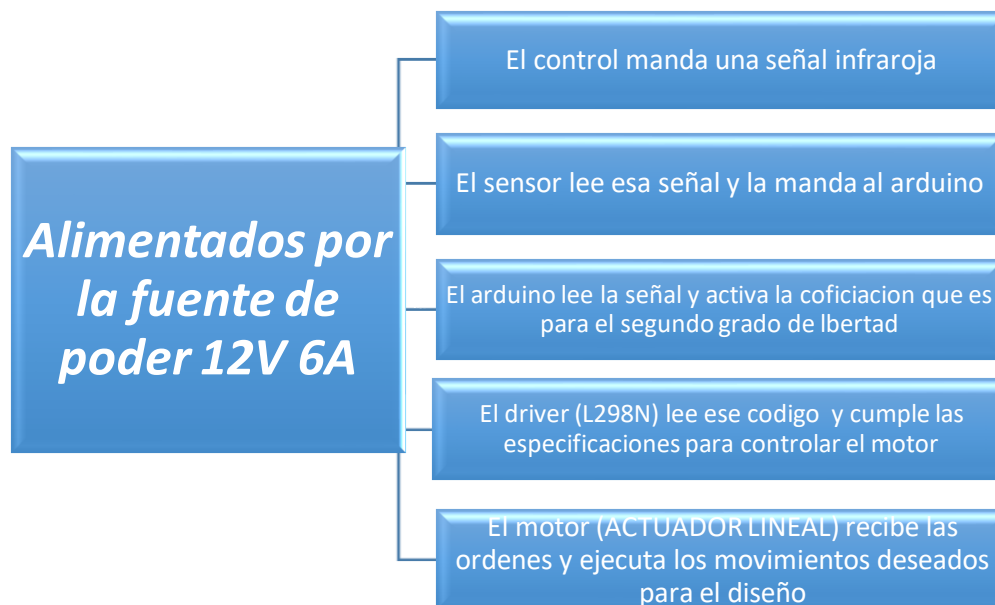 Alimentados por
la fuente de
poder 12V 6A
El control manda una señal infraroja
El sensor lee esa señal y la manda al arduino
El arduino lee la señal y activa la coficiacion que es
para el segundo grado de lbertad
El driver (L298N) lee ese codigo y cumple las
especificaciones para controlar el motor
El motor (ACTUADOR LINEAL) recibe las
ordenes y ejecuta los movimientos deseados
para el diseño